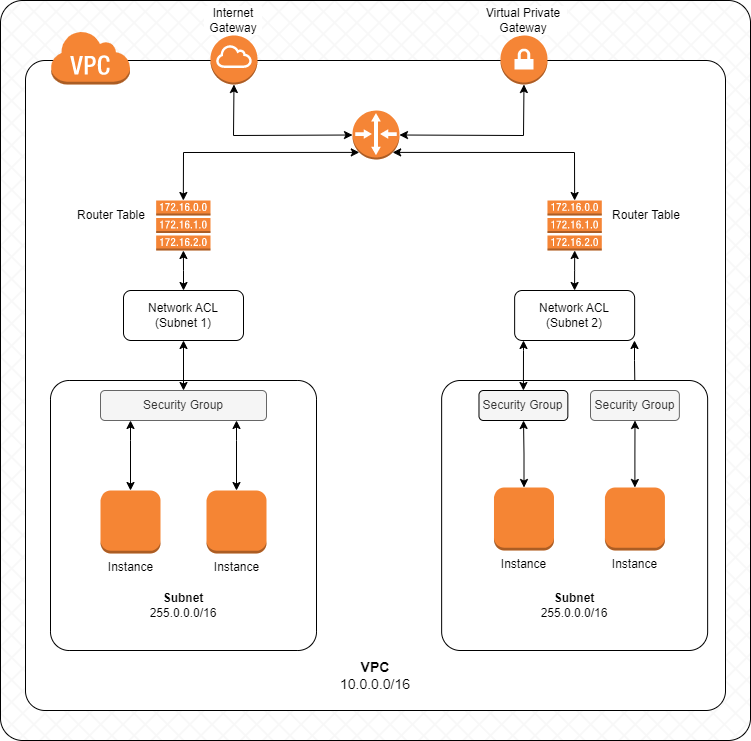 Internet
Gateway
Virtual Private
Gateway
VPC
Router Table
172.16.0.0
172.16.1.0
172.16.2.0
172.16.0.0
172.16.1.0
172.16.2.0
Router Table
Network ACL
(Subnet 1)
Network ACL
(Subnet 2)
Security Group
Security Group
Security Group
Instance
Instance
Instance
Instance
Subnet
255.0.0.0/16
Subnet
255.0.0.0/16
VPC
10.0.0.0/16